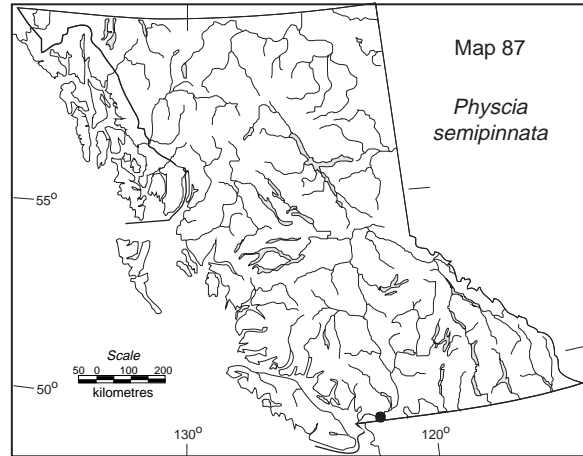 Map 87
Physcia
semipinnata
55°
Scale
50 0 100 200
kilometres
50°
130°
120°